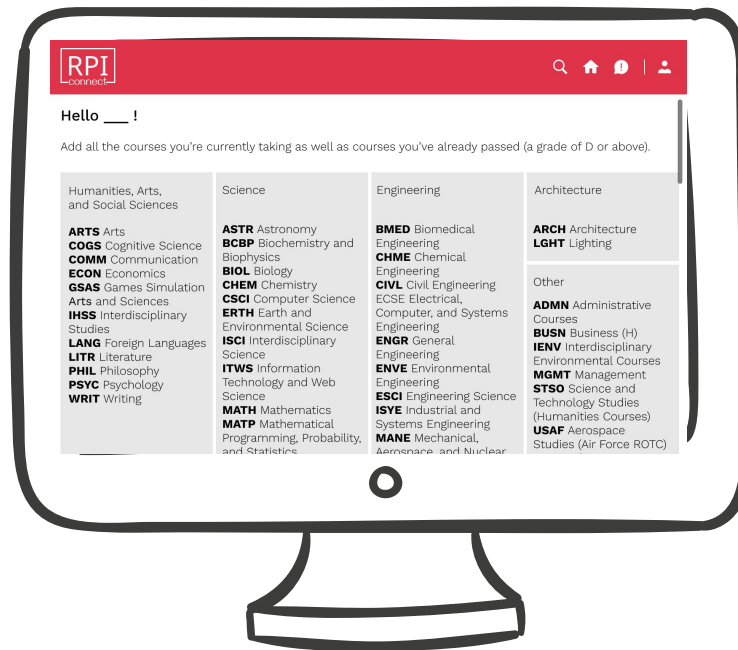 RPI
connect
Hello ___ !
Add all the courses you're currently taking as well as courses you've already passed (a grade of D or above).
Humanities, Arts,
and Social Sciences
ARTS Arts
COGS Cognitive Science
COMM Communication
ECON Economics
GSAS Games Simulation
Arts and Sciences
IHSS Interdisciplinary
Studies
LANG Foreign Languages
LITR Literature
PHIL Philosophy
PSYC Psychology
WRIT Writing
Science
ASTR Astronomy
BCBP Biochemistry and
Biophysics
BIOL Biology
CHEM Chemistry
CSCI Computer Science
ERTH Earth and
Environmental Science
ISCI Interdisciplinary
Science
ITWS Information
Technology and Web
Science
MATH Mathematics
MATP Mathematical
Programming, Probability,
and Statistics
Engineering
BMED Biomedical
Engineering
CHME Chemical
Engineering
CIVL Civil Engineering
ECSE Electrical,
Computer, and Systems
Engineering
ENGR General
Engineering
ENVE Environmental
Engineering
ESCI Engineering Science
ISYE Industrial and
Systems Engineering
MANE Mechanical,
Aerospace, and Nuclear
Architecture
ARCH Architecture
LGHT Lighting
Other
ADMN Administrative
Courses
BUSN Business (H)
IENV Interdisciplinary
Environmental Courses
MGMT Management
STSO Science and
Technology Studies
(Humanities Courses)
USAF Aerospace
Studies (Air Force ROTC)